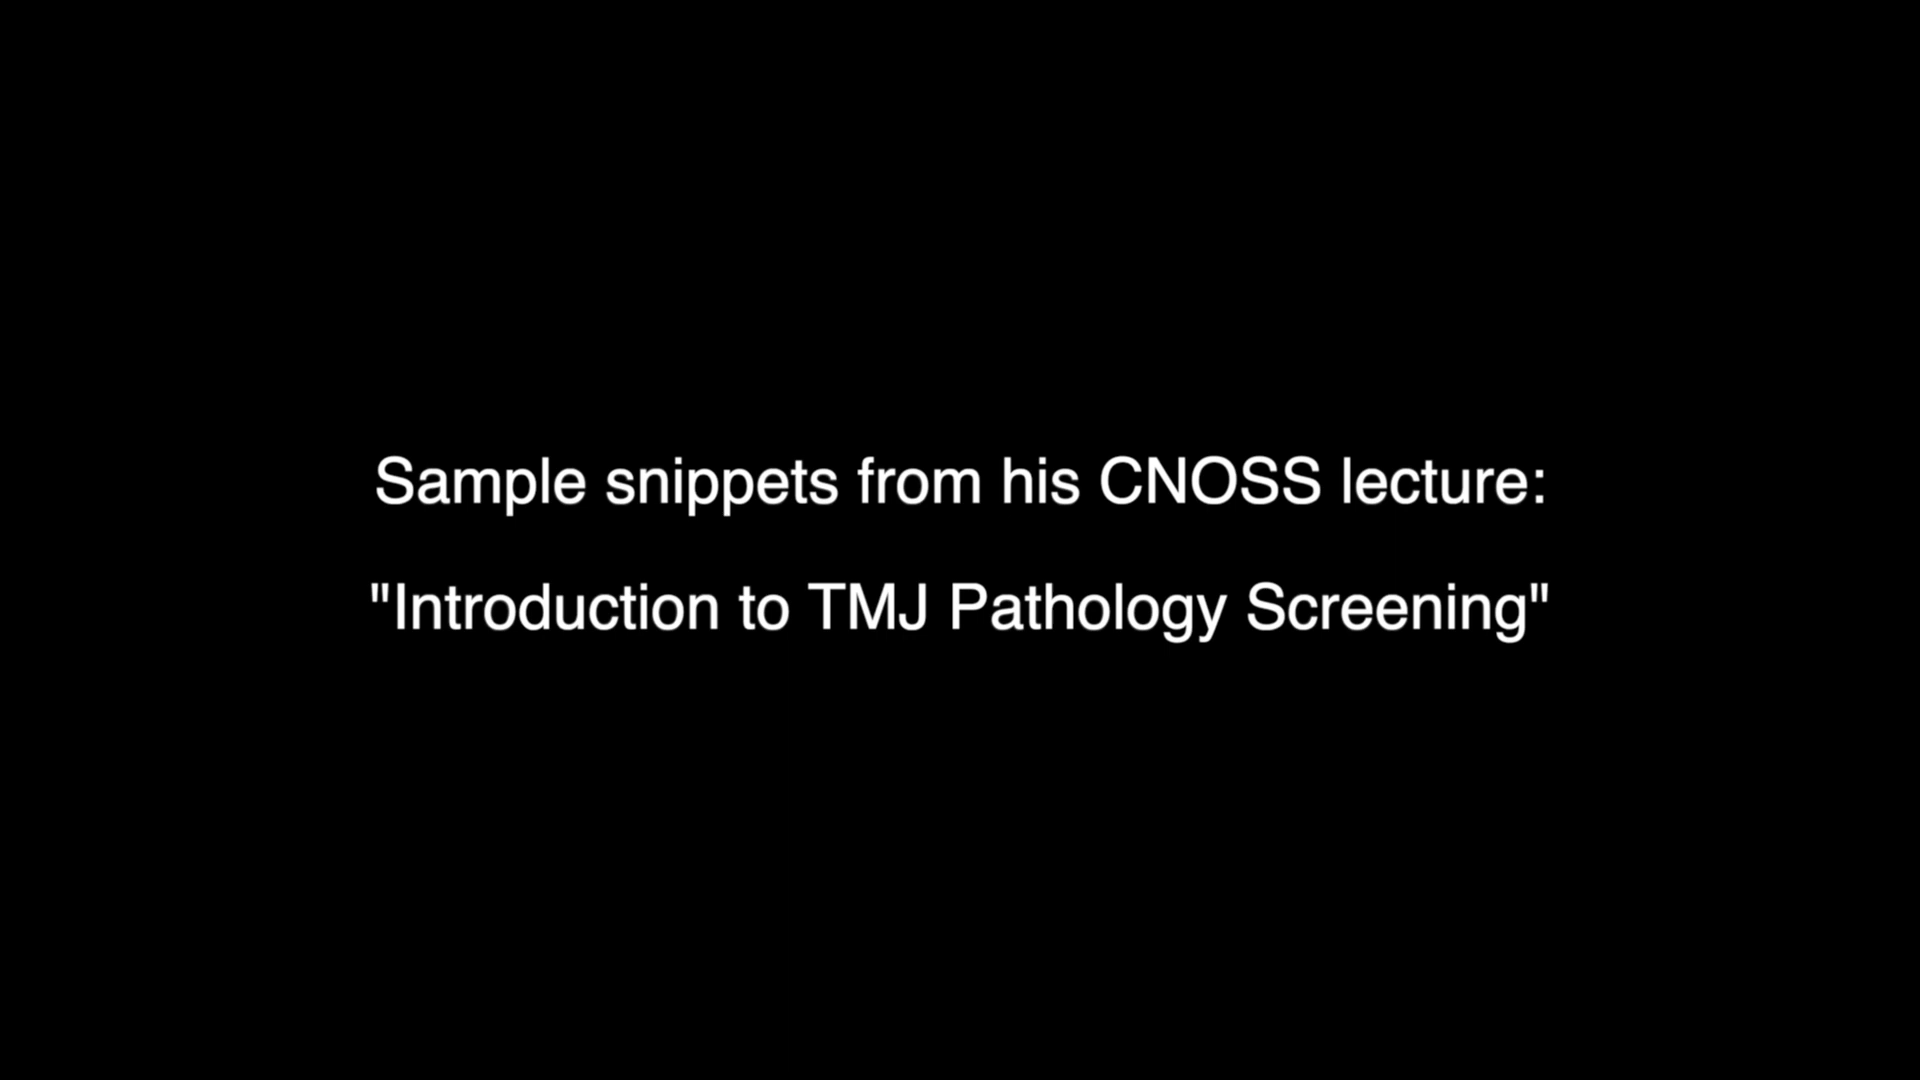 Sample snippets from his CNOSS lecture:
"Introduction to TMJ Pathology Screening"